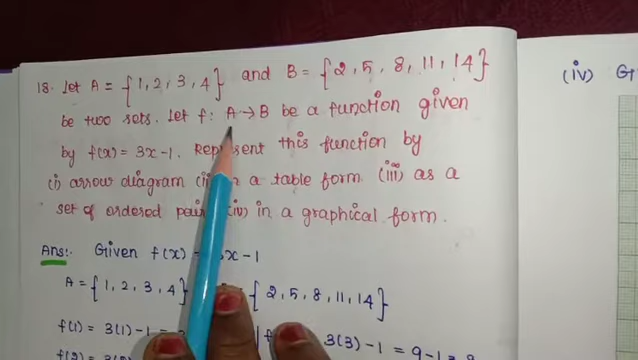 18. Let A = {1, 2, 3, 4} and B = {2, 5, 8, 11, 14}
be two sets. Let f: A → B be a function given
by f(x) = 3x-1. Represent this function by
(i) arrow diagram (ii) in a table form (iii) as a
set of ordered pairs (iv) in a graphical form.
Ans:- Given f(x) = 3x-1
A = {1, 2, 3, 4} = {2, 5, 8, 11, 14}
f(1) = 3(1)-1 = 3(3)-1 = 9-1 = 8
f(2) =
(iv)